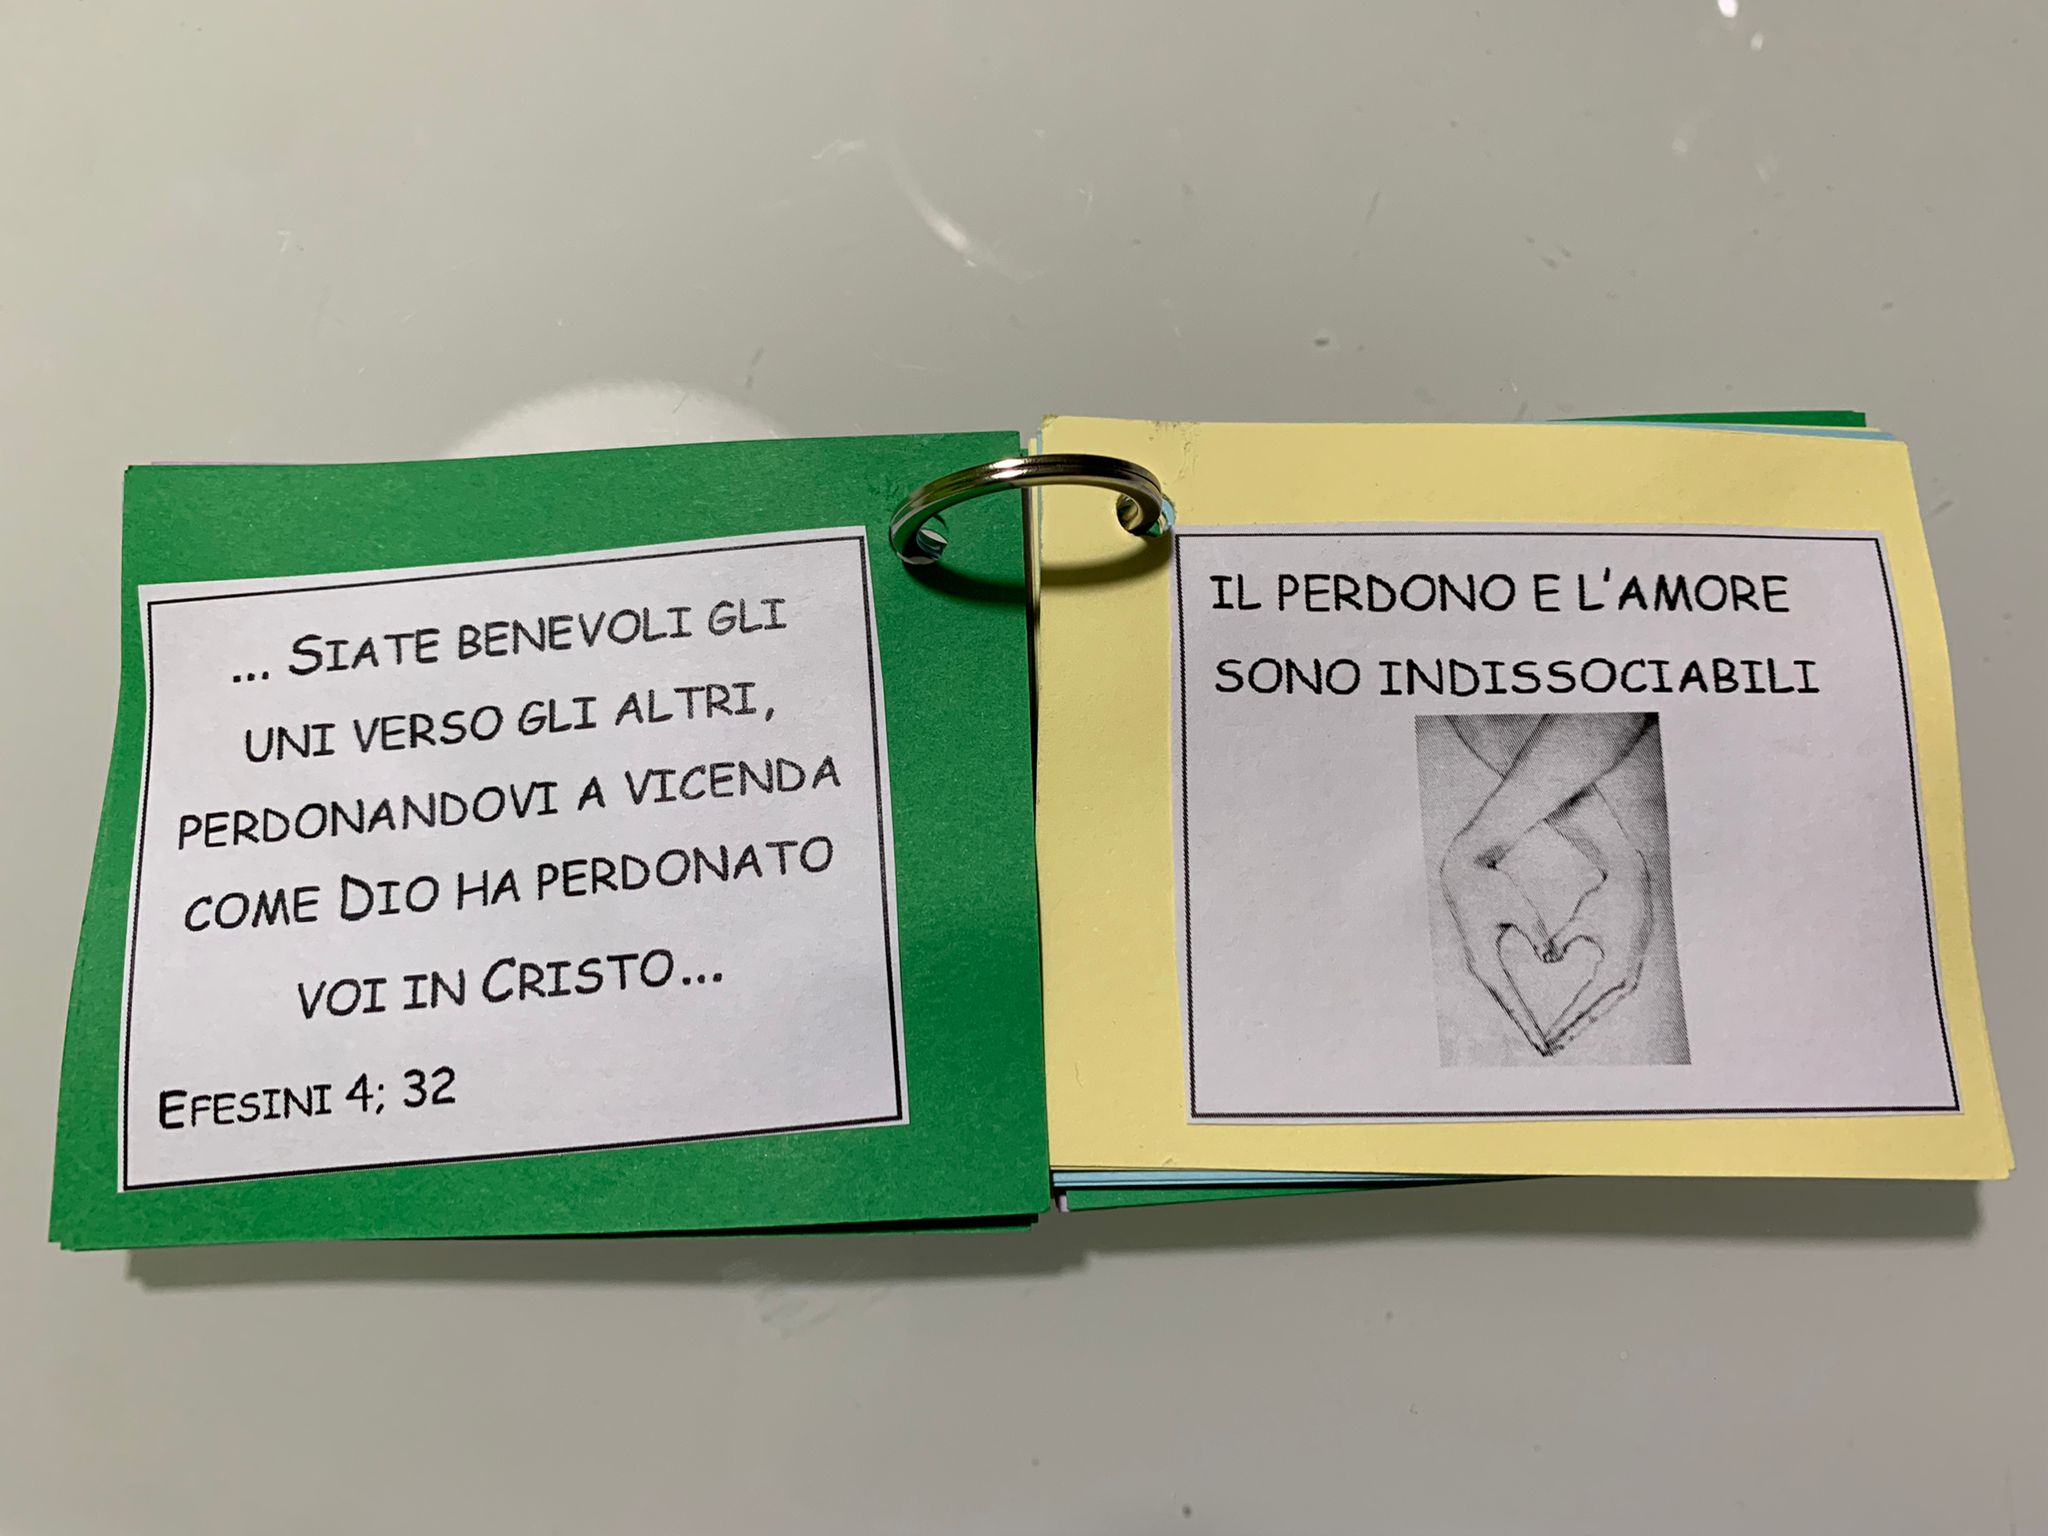 ... SIATE BENEVOLI GLI
UNI VERSO GLI ALTRI,
PERDONANDOVI A VICENDA
COME DIO HA PERDONATO
VOI IN CRISTO...
EFESINI 4; 32
IL PERDONO E L'AMORE
SONO INDISSOCIABILI